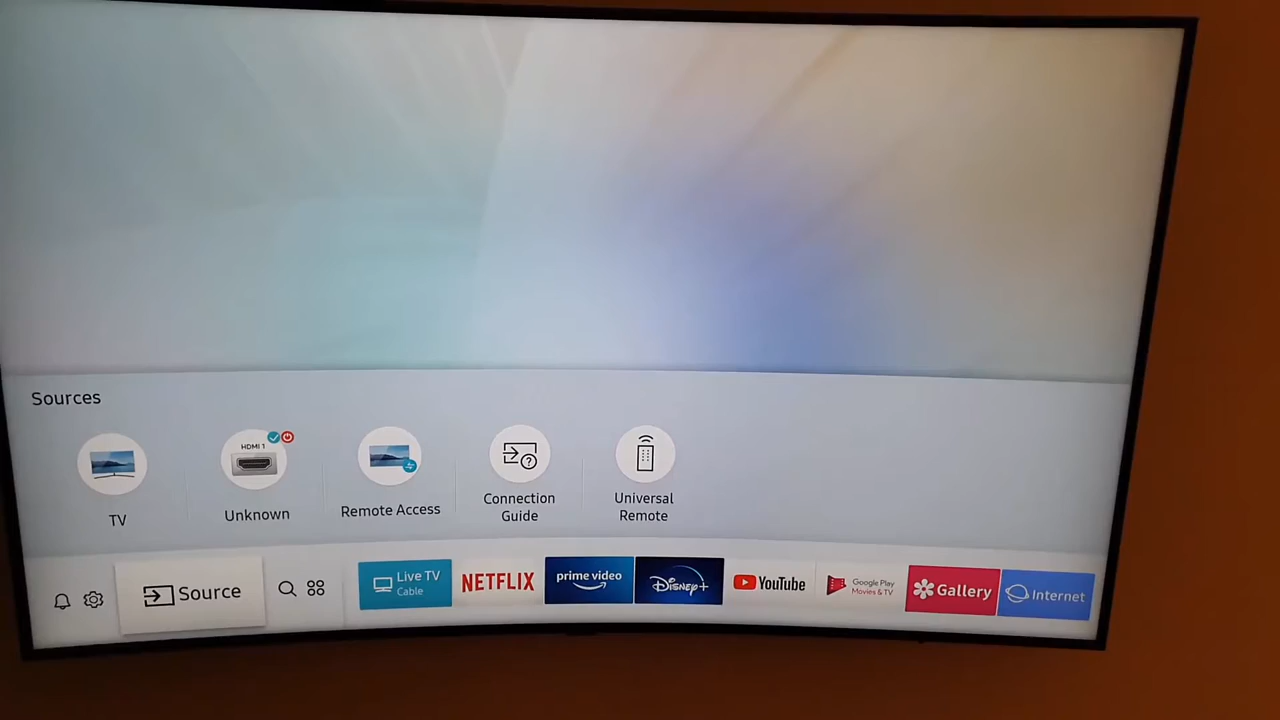 Sources
HDMI 1
TV
Unknown
Remote Access
Connection
Guide
Universal
Remote
Source
Live TV
Cable
NETFLIX
prime video
Disney+
YouTube
Google Play
Movies & TV
Gallery
Internet